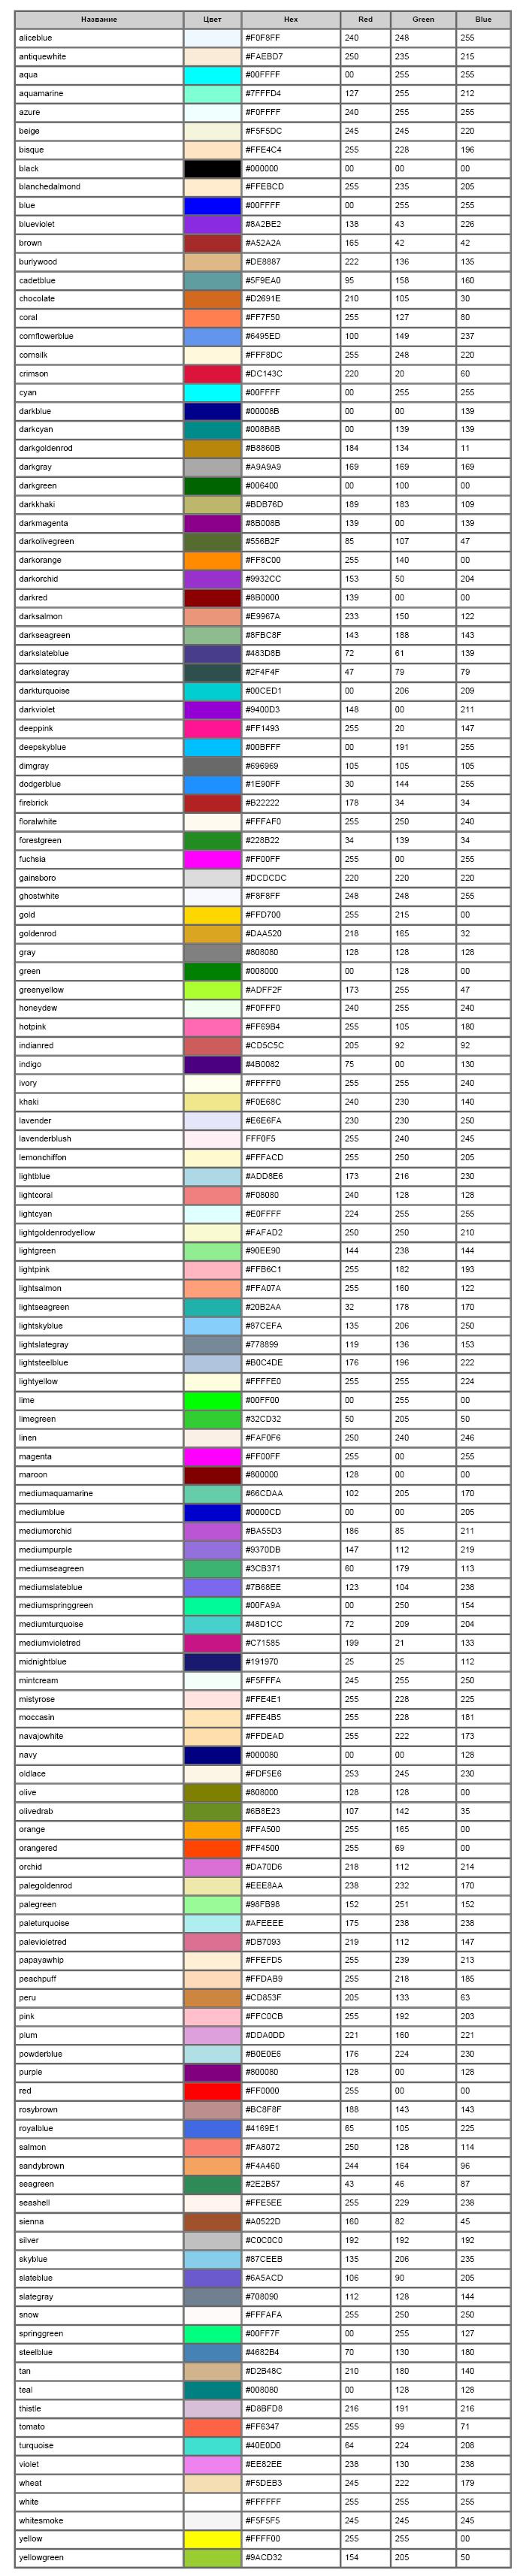 Название Цвет Hex Red Green Blue
aliceblue #F0F8FF 240 248 255
antiquewhite #FAEBD7 250 235 215
aqua #00FFFF 00 255 255
aquamarine #7FFFD4 127 255 212
azure #F0FFFF 240 255 255
beige #F5F5DC 245 245 220
bisque #FFE4C4 255 228 196
black #000000 00 00 00
blanchedalmond #FFEBCD 255 235 205
blue #00FFFF 00 255 255
blueviolet #8A2BE2 138 43 226
brown #A52A2A 165 42 42
burlywood #DE8887 222 136 135
cadetblue #5F9EA0 95 158 160
chocolate #D2691E 210 105 30
coral #FF7F50 255 127 80
cornflowerblue #6495ED 100 149 237
cornsilk #FFF8DC 255 248 220
crimson #DC143C 220 20 60
cyan #00FFFF 00 255 255
darkblue #00008B 00 00 139
darkcyan #008B8B 00 139 139
darkgoldenrod #B8860B 184 134 11
darkgray #A9A9A9 169 169 169
darkgreen #006400 00 100 00
darkkhaki #BDB76D 189 183 109
darkmagenta #8B008B 139 00 139
darkolivegreen #556B2F 85 107 47
darkorange #FF8C00 255 140 00
darkorchid #9932CC 153 50 204
darkred #8B0000 139 00 00
darksalmon #E9967A 233 150 122
darkseagreen #8FBC8F 143 188 143
darkslateblue #483D8B 72 61 139
darkslategray #2F4F4F 47 79 79
darkturquoise #00CED1 00 206 209
darkviolet #9400D3 148 00 211
deeppink #FF1493 255 20 147
deepskyblue #00BFFF 00 191 255
dimgray #696969 105 105 105
dodgerblue #1E90FF 30 144 255
firebrick #B22222 178 34 34
floralwhite #FFFAF0 255 250 240
forestgreen #228B22 34 139 34
fuchsia #FF00FF 255 00 255
gainsboro #DCDCDC 220 220 220
ghostwhite #F8F8FF 248 248 255
gold #FFD700 255 215 00
goldenrod #DAA520 218 165 32
gray #808080 128 128 128
green #008000 00 128 00
greenyellow #ADFF2F 173 255 47
honeydew #F0FFF0 240 255 240
hotpink #FF69B4 255 105 180
indianred #CD5C5C 205 92 92
indigo #4B0082 75 00 130
ivory #FFFFF0 255 255 240
khaki #F0E68C 240 230 140
lavender #E6E6FA 230 230 250
lavenderblush FFF0F5 255 240 245
lemonchiffon #FFFACD 255 250 205
lightblue #ADD8E6 173 216 230
lightcoral #F08080 240 128 128
lightcyan #E0FFFF 224 255 255
lightgoldenrodyellow #FAFAD2 250 250 210
lightgreen #90EE90 144 238 144
lightpink #FFB6C1 255 182 193
lightsalmon #FFA07A 255 160 122
lightseagreen #20B2AA 32 178 170
lightskyblue #87CEFA 135 206 250
lightslategray #778899 119 136 153
lightsteelblue #B0C4DE 176 196 222
lightyellow #FFFFE0 255 255 224
lime #00FF00 00 255 00
limegreen #32CD32 50 205 50
linen #FAF0F6 250 240 246
magenta #FF00FF 255 00 255
maroon #800000 128 00 00
mediumaquamarine #66CDAA 102 205 170
mediumblue #0000CD 00 00 205
mediumorchid #BA55D3 186 85 211
mediumpurple #9370DB 147 112 219
mediumseagreen #3CB371 60 179 113
mediumslateblue #7B68EE 123 104 238
mediumspringgreen #00FA9A 00 250 154
mediumturquoise #48D1CC 72 209 204
mediumvioletred #C71585 199 21 133
midnightblue #191970 25 25 112
mintcream #F5FFFA 245 255 250
mistyrose #FFE4E1 255 228 225
moccasin #FFE4B5 255 228 181
navajowhite #FFDEAD 255 222 173
navy #000080 00 00 128
oldlace #FDF5E6 253 245 230
olive #808000 128 128 00
olivedrab #6B8E23 107 142 35
orange #FFA500 255 165 00
orangered #FF4500 255 69 00
orchid #DA70D6 218 112 214
palegoldenrod #EEE8AA 238 232 170
palegreen #98FB98 152 251 152
paleturquoise #AFEEEE 175 238 238
palevioletred #DB7093 219 112 147
papayawhip #FFEFD5 255 239 213
peachpuff #FFDAB9 255 218 185
peru #CD853F 205 133 63
pink #FFC0CB 255 192 203
plum #DDA0DD 221 160 221
powderblue #B0E0E6 176 224 230
purple #800080 128 00 128
red #FF0000 255 00 00
rosybrown #BC8F8F 188 143 143
royalblue #4169E1 65 105 225
salmon #FA8072 250 128 114
sandybrown #F4A460 244 164 96
seagreen #2E2B57 43 46 87
seashell #FFE5EE 255 229 238
sienna #A0522D 160 82 45
silver #C0C0C0 192 192 192
skyblue #87CEEB 135 206 235
slateblue #6A5ACD 106 90 205
slategray #708090 112 128 144
snow #FFFAFA 255 250 250
springgreen #00FF7F 00 255 127
steelblue #4682B4 70 130 180
tan #D2B48C 210 180 140
teal #008080 00 128 128
thistle #D8BFD8 216 191 216
tomato #FF6347 255 99 71
turquoise #40E0D0 64 224 208
violet #EE82EE 238 130 238
wheat #F5DEB3 245 222 179
white #FFFFFF 255 255 255
whitesmoke #F5F5F5 245 245 245
yellow #FFFF00 255 255 00
yellowgreen #9ACD32 154 205 50